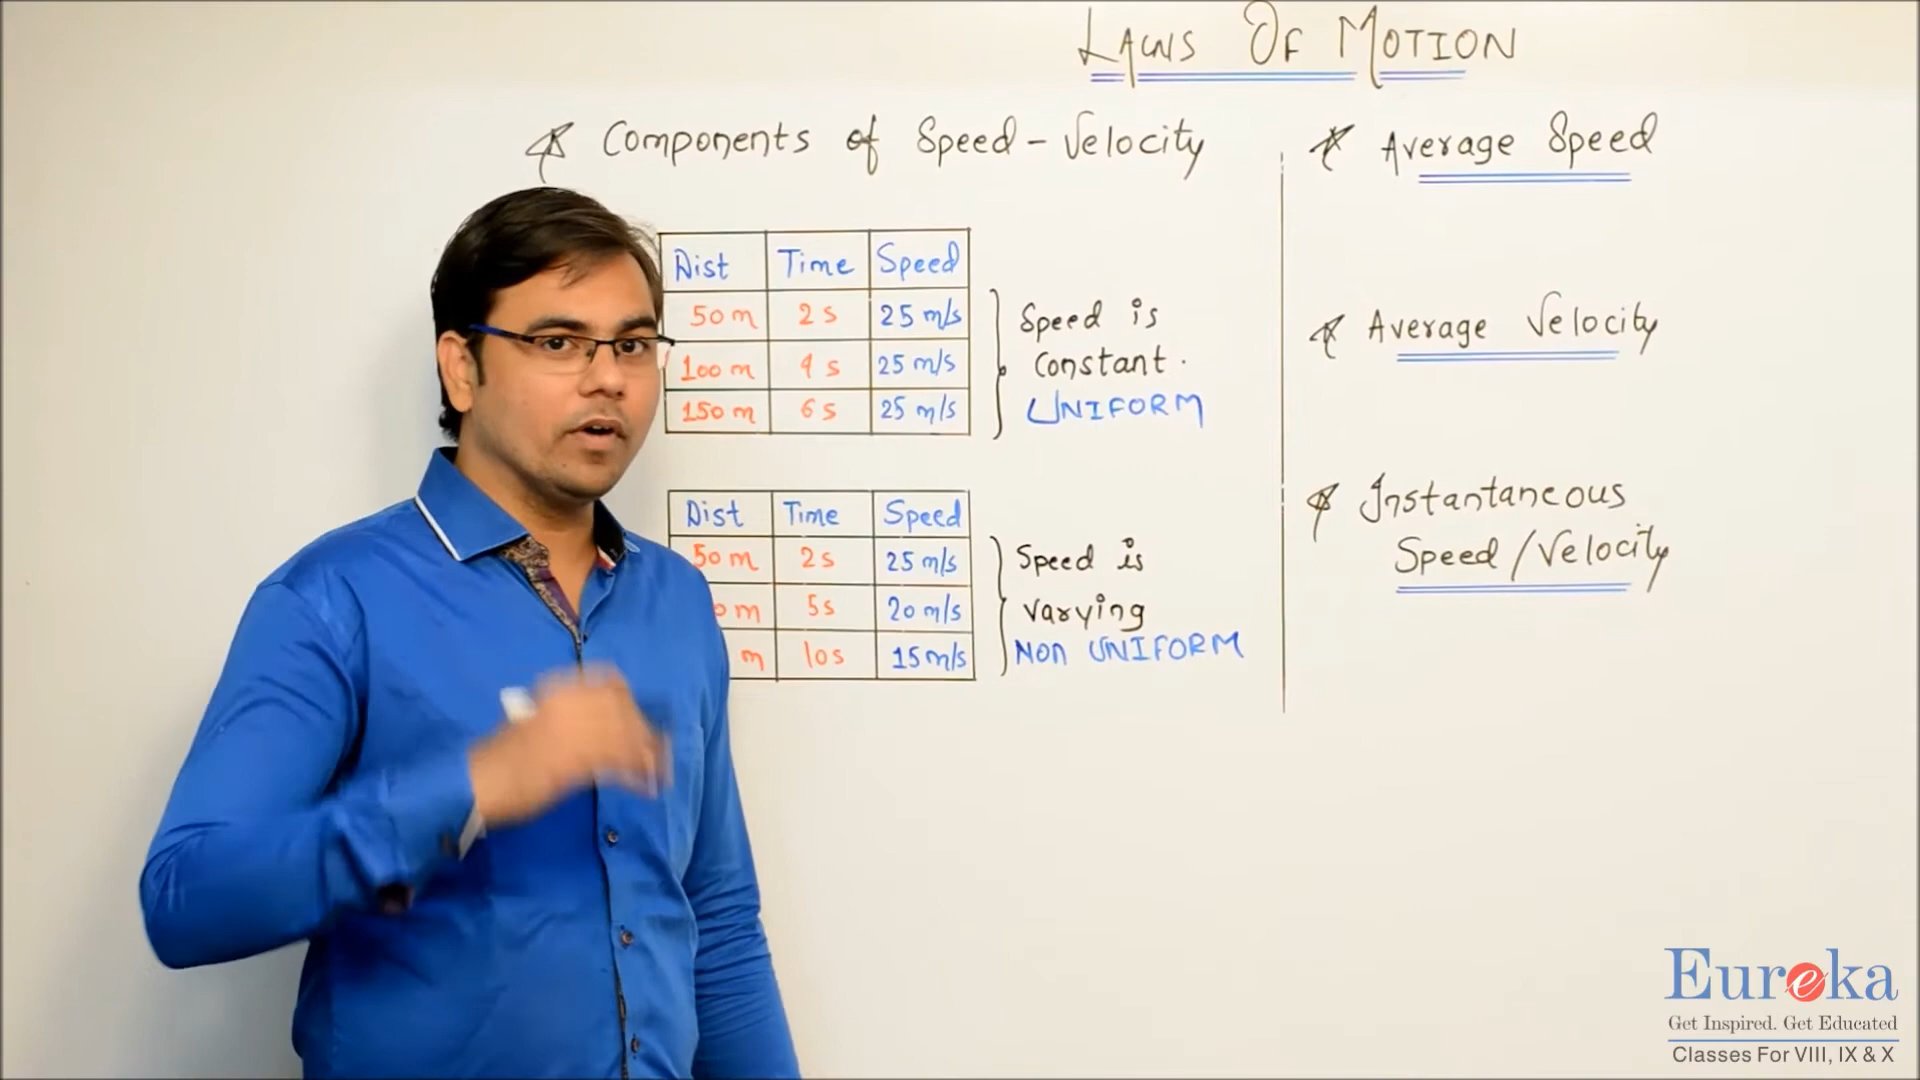 LAWS OF MOTION
Components of Speed - Velocity
Dist Time Speed
50 m 2 s 25 m/s
100 m 4 s 25 m/s
150 m 6 s 25 m/s
Speed is
constant.
UNIFORM
Dist Time Speed
50 m 2 s 25 m/s
m 5s 20 m/s
m 10s 15 m/s
Speed is
varying
NON UNIFORM
Average Speed
Average Velocity
Instantaneous
Speed / Velocity
Eureka
Get Inspired. Get Educated
Classes For VIII, IX & X